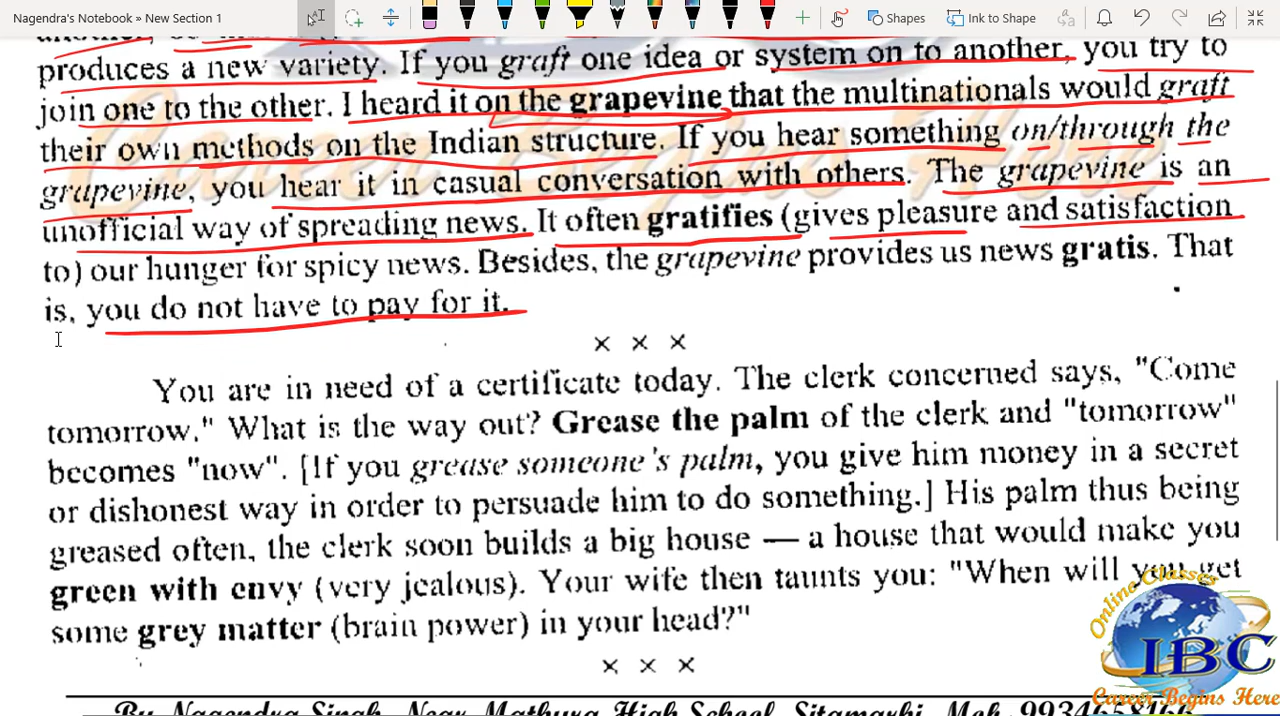 Nagendra's Notebook » New Section 1
Shapes Ink to Shape
produces a new variety. If you graft one idea or system on to another, you try to
join one to the other. I heard it on the grapevine that the multinationals would graft
their own methods on the Indian structure. If you hear something on/through the
grapevine, you hear it in casual conversation with others. The grapevine is an
unofficial way of spreading news. It often gratifies (gives pleasure and satisfaction
to) our hunger for spicy news. Besides, the grapevine provides us news gratis. That
is, you do not have to pay for it.
× × ×
You are in need of a certificate today. The clerk concerned says, "Come
tomorrow." What is the way out? Grease the palm of the clerk and "tomorrow"
becomes "now". [If you grease someone's palm, you give him money in a secret
or dishonest way in order to persuade him to do something.] His palm thus being
greased often, the clerk soon builds a big house — a house that would make you
green with envy (very jealous). Your wife then taunts you: "When will you get
some grey matter (brain power) in your head?"
× × ×
Online Classes
IBC
Career Begins Here
By Nagendra Singh, Mathura High School, Sitamarhi, Mob